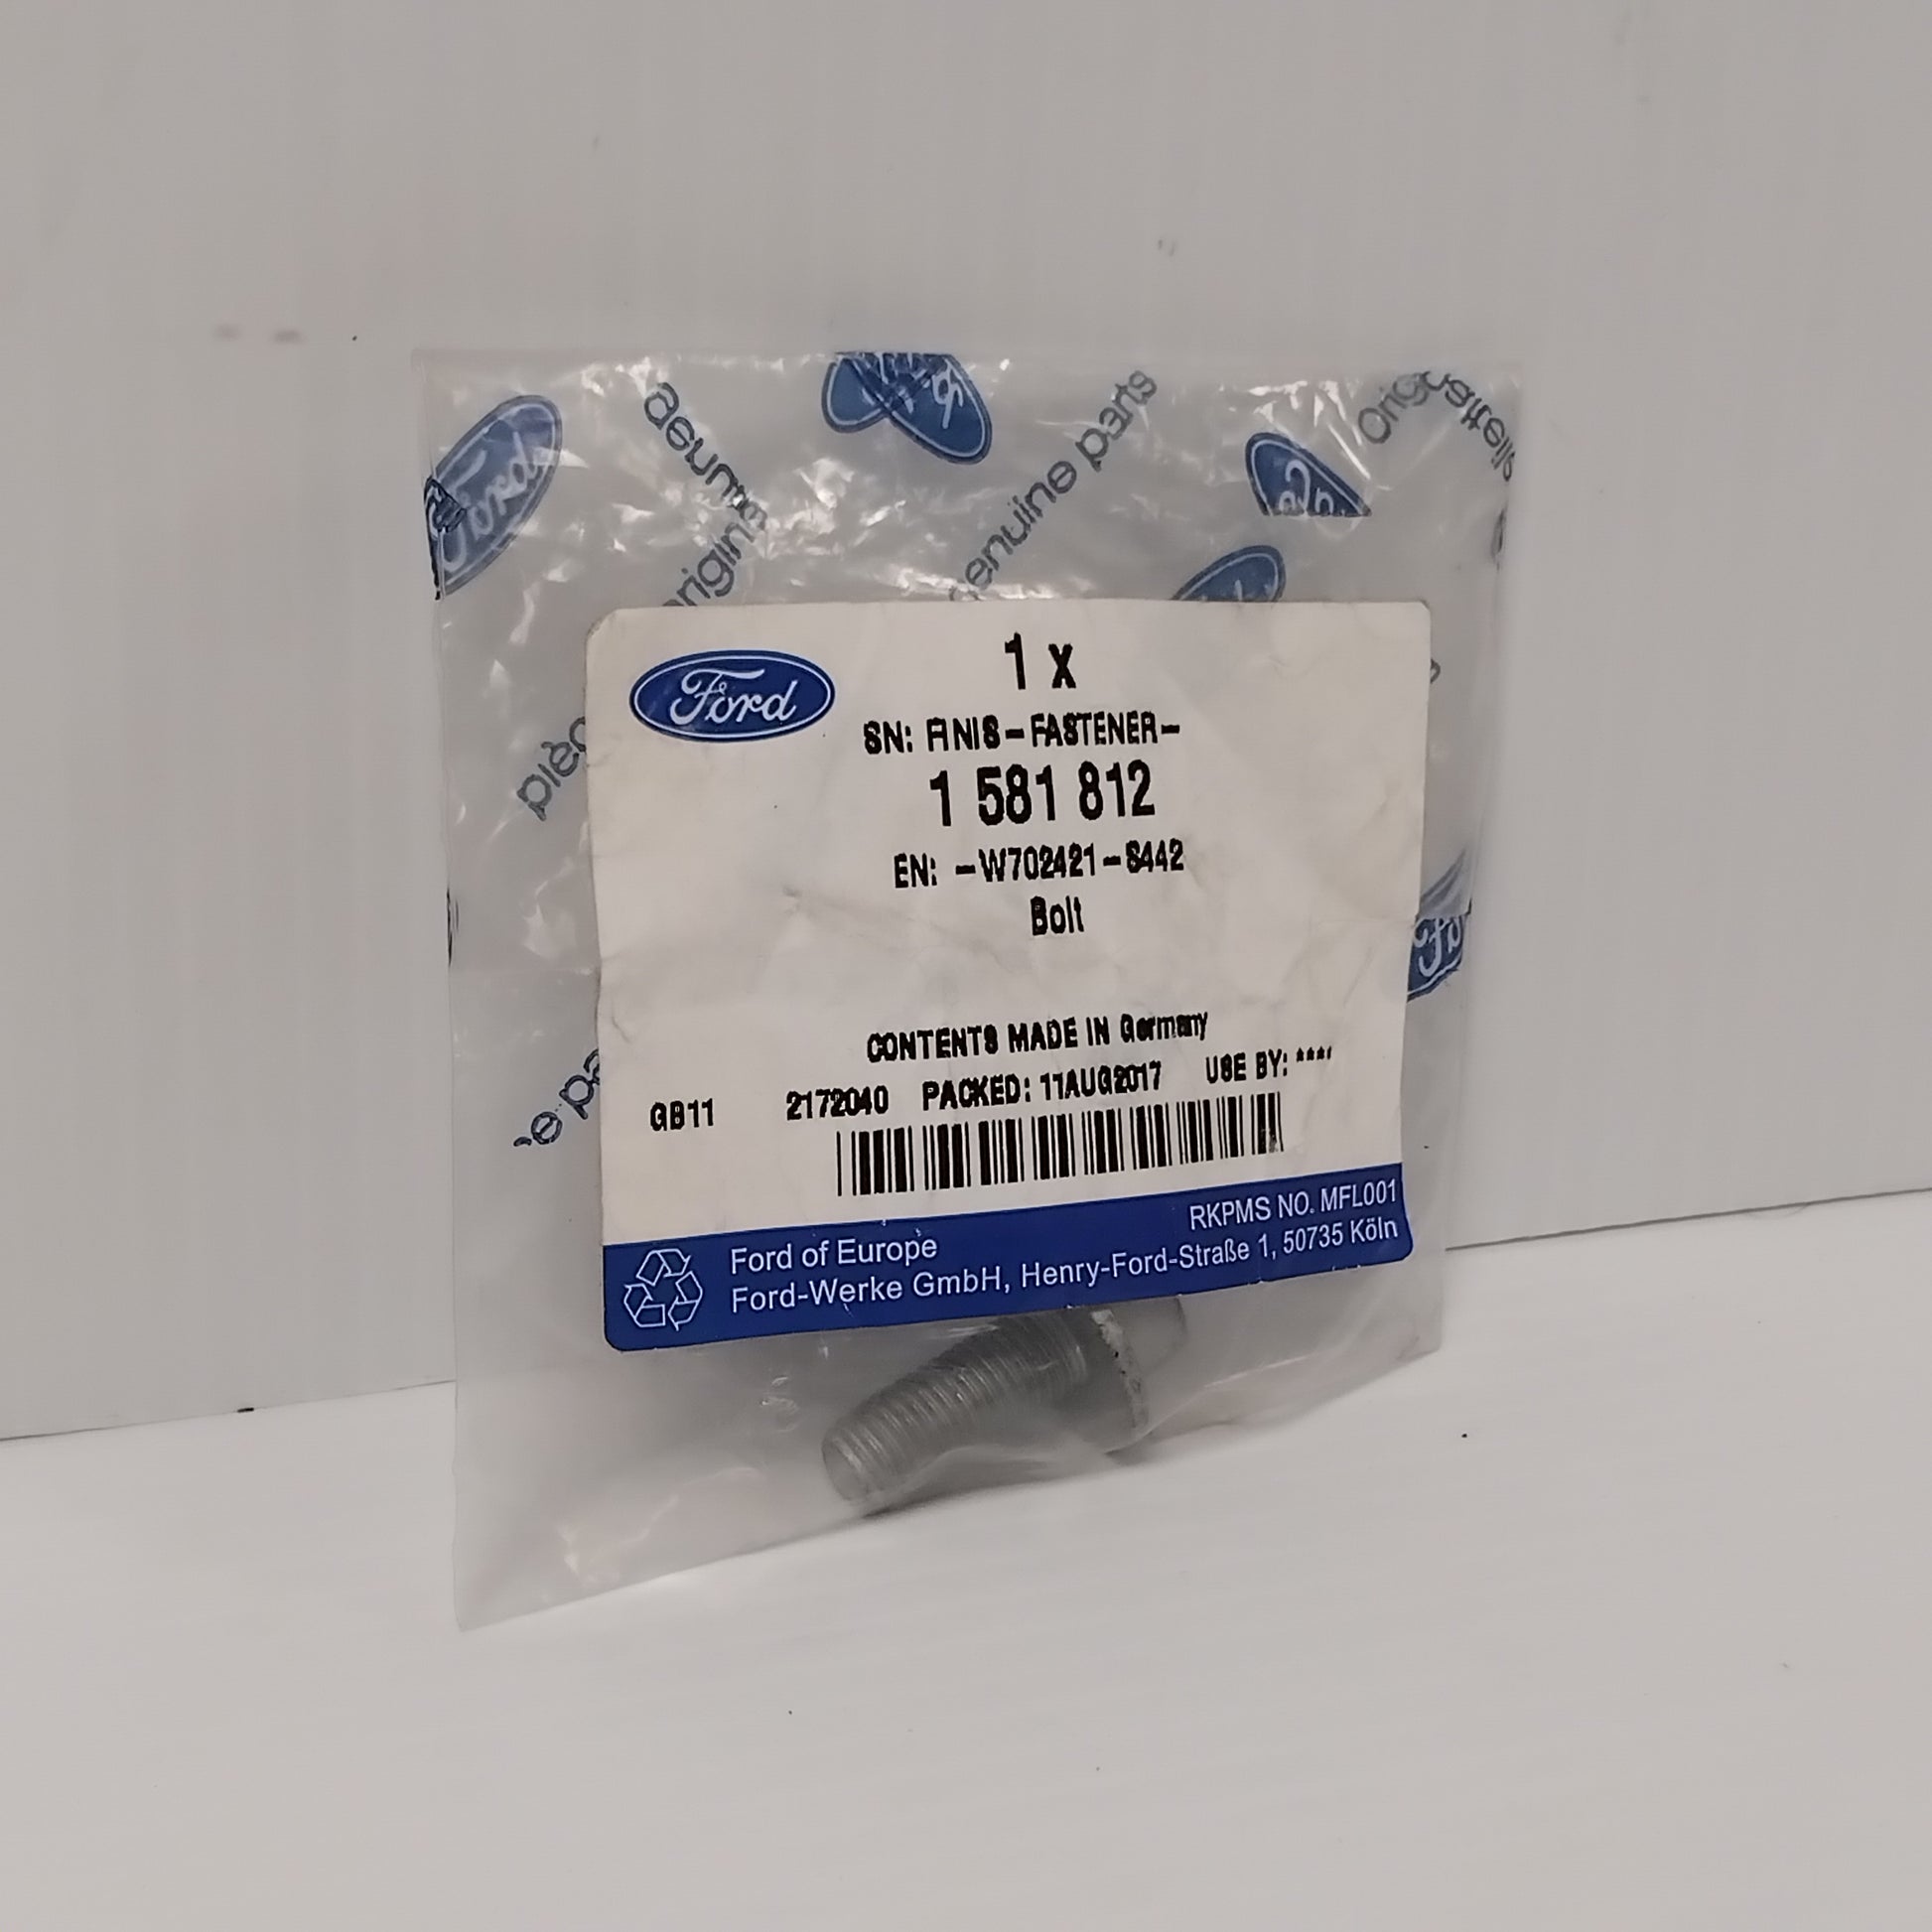 Ford
genuine parts
Ford
1 x
SN: FINIS-FASTENER-
1 581 812
EN: -W702421-S442
Bolt
CONTENTS MADE IN Germany
GB11 2172040 PACKED: 11AUG2017 USE BY: ****
RKPMS NO. MFL001
Ford of Europe
Ford-Werke GmbH, Henry-Ford-Straße 1, 50735 Köln